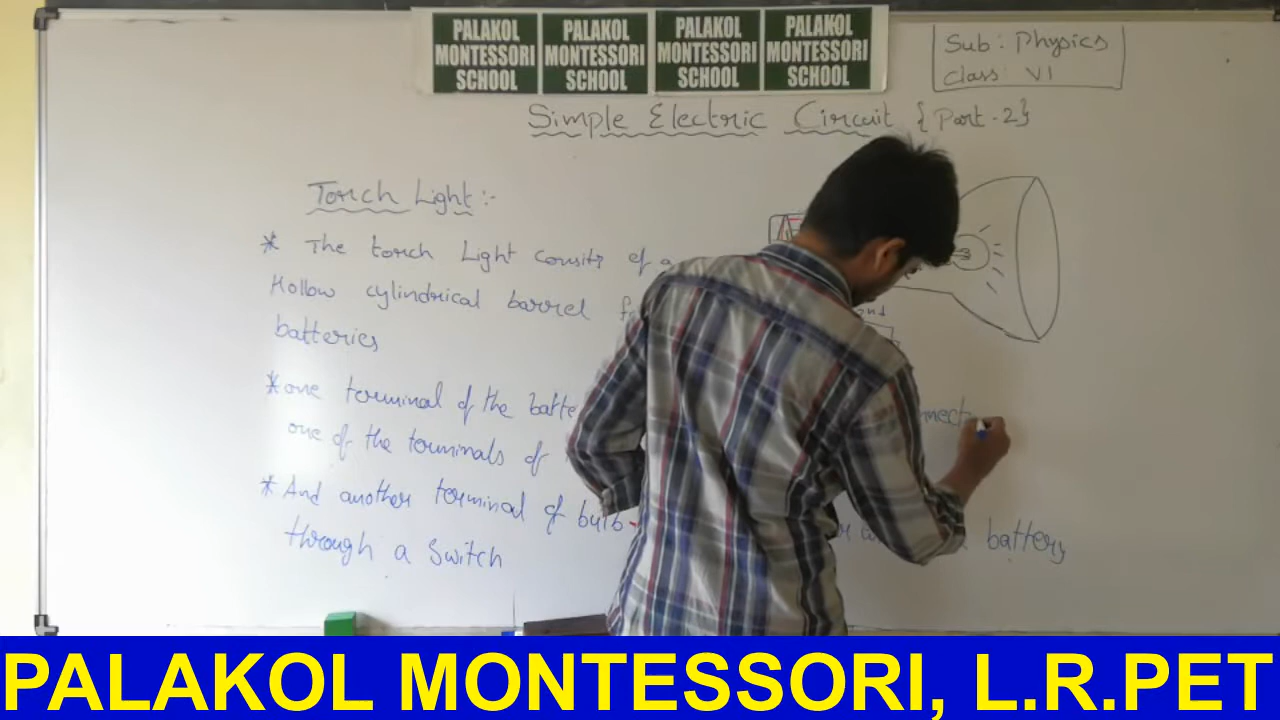 PALAKOL MONTESSORI SCHOOL
PALAKOL MONTESSORI SCHOOL
PALAKOL MONTESSORI SCHOOL
PALAKOL MONTESSORI SCHOOL
Sub: Physics
Class: VI
Simple Electric Circuit {Part-2}
Torch Light:-
* The torch Light consits of a
Hollow cylindrical barrel
batteries
* one terminal of the batte
one of the terminals of
* And another terminal of bulb battery
through a Switch
PALAKOL MONTESSORI, L.R.PET